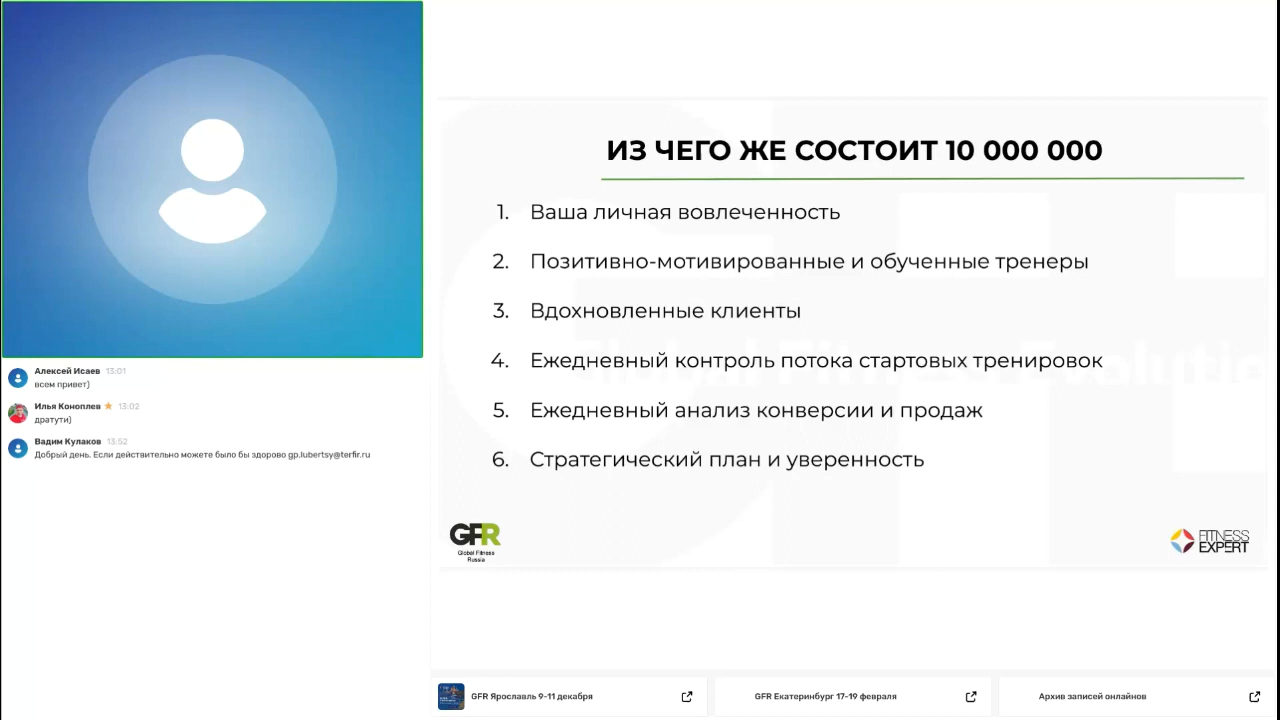 ИЗ ЧЕГО ЖЕ СОСТОИТ 10 000 000
1. Ваша личная вовлеченность
2. Позитивно-мотивированные и обученные тренеры
3. Вдохновленные клиенты
4. Ежедневный контроль потока стартовых тренировок
5. Ежедневный анализ конверсии и продаж
6. Стратегический план и уверенность
GFR
Global Fitness
Russia
FITNESS
EXPERT
Алексей Исаев 13:01
всем привет)
Илья Коноплев 13:02
дратути)
Вадим Кулаков 13:52
Добрый день. Если действительно можете было бы здорово gp.lubertsy@terfir.ru
GFR Ярославль 9-11 декабря
GFR Екатеринбург 17-19 февраля
Архив записей онлайнов